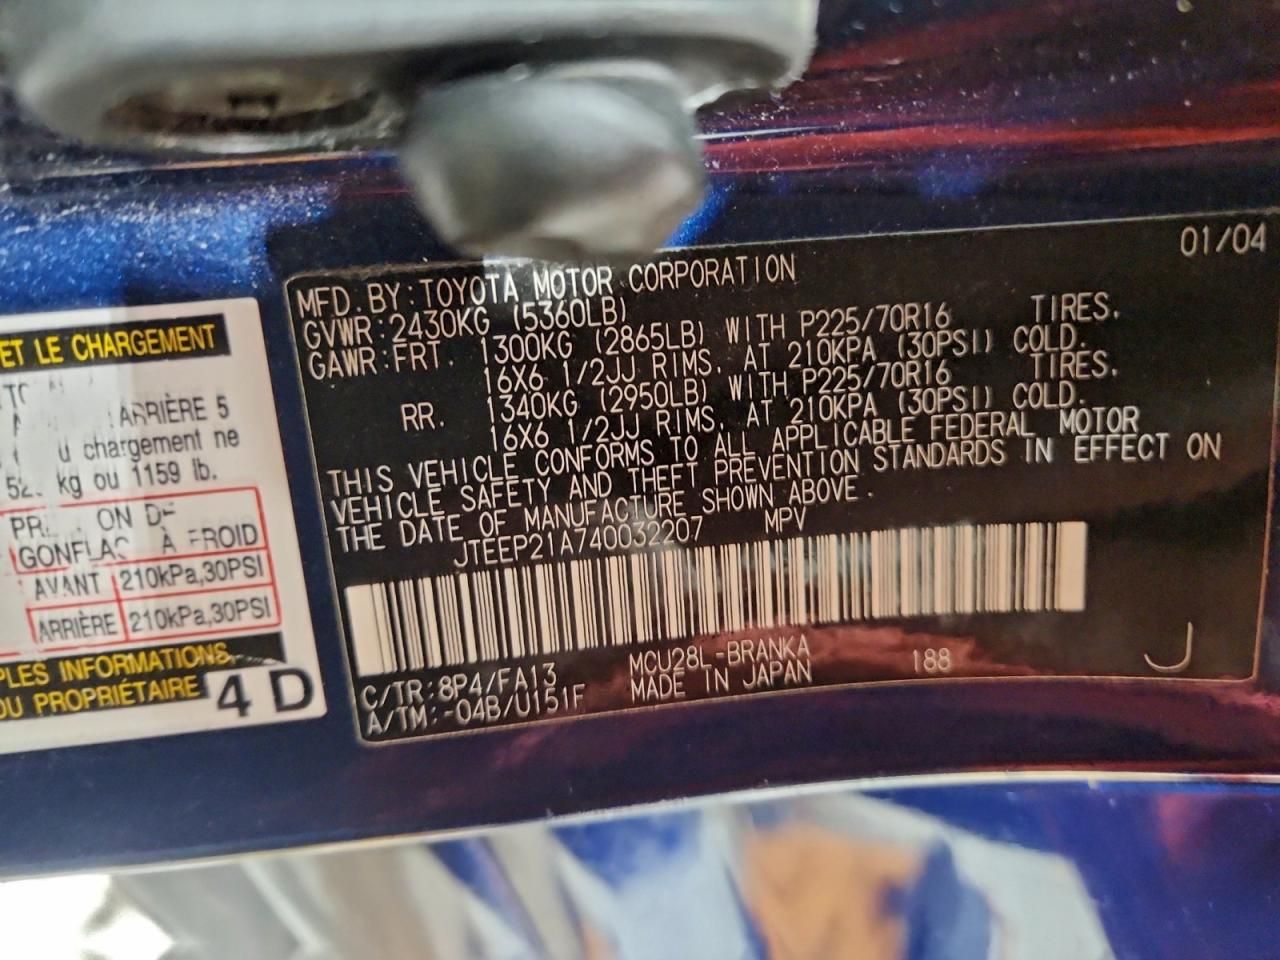 ET LE CHARGEMENT
ARRIÈRE 5
chargement ne
kg ou 1159 lb.
À FROID
AVANT 210kPa,30PSI
ARRIÈRE 210kPa,30PSI
INFORMATIONS,
DU PROPRIÉTAIRE
4 D
01/04
MFD. BY: TOYOTA MOTOR CORPORATION
GVWR: 2430KG (5360LB)
GAWR: FRT. 1300KG (2865LB) WITH P225/70R16 TIRES,
16X6 1/2JJ RIMS, AT 210KPA (30PSI) COLD.
RR. 1340KG (2950LB) WITH P225/70R16 TIRES,
16X6 1/2JJ RIMS, AT 210KPA (30PSI) COLD.
THIS VEHICLE CONFORMS TO ALL APPLICABLE FEDERAL MOTOR
VEHICLE SAFETY AND THEFT PREVENTION STANDARDS IN EFFECT ON
THE DATE OF MANUFACTURE SHOWN ABOVE.
JTEEP21A740032207 MPV
C/TR: 8P4/FA13 MCU28L-BRANKA 188 J
A/TM: -04B/U151F MADE IN JAPAN